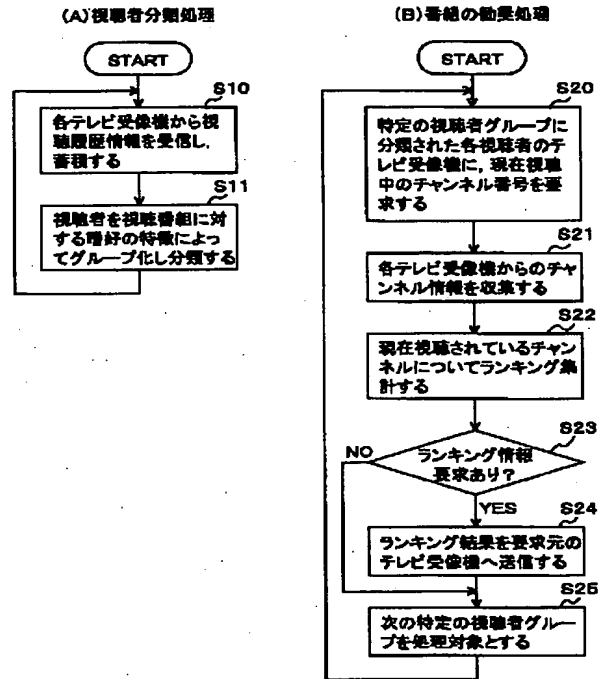 (A)視聴者分類処理
START
S10
各テレビ受像機から視
聴履歴情報を受信し,
蓄積する
S11
視聴者を視聴番組に対
する嗜好の特徴によっ
てグループ化し分類する
(B)番組の勧奨処理
START
S20
特定の視聴者グループに
分類された各視聴者のテ
レビ受像機に,現在視聴
中のチャンネル番号を要
求する
S21
各テレビ受像機からのチャ
ンネル情報を収集する
S22
現在視聴されているチャン
ネルについてランキング集
計する
S23
ランキング情報
要求あり?
NO
YES
S24
ランキング結果を要求元の
テレビ受像機へ送信する
S25
次の特定の視聴者グルー
プを処理対象とする